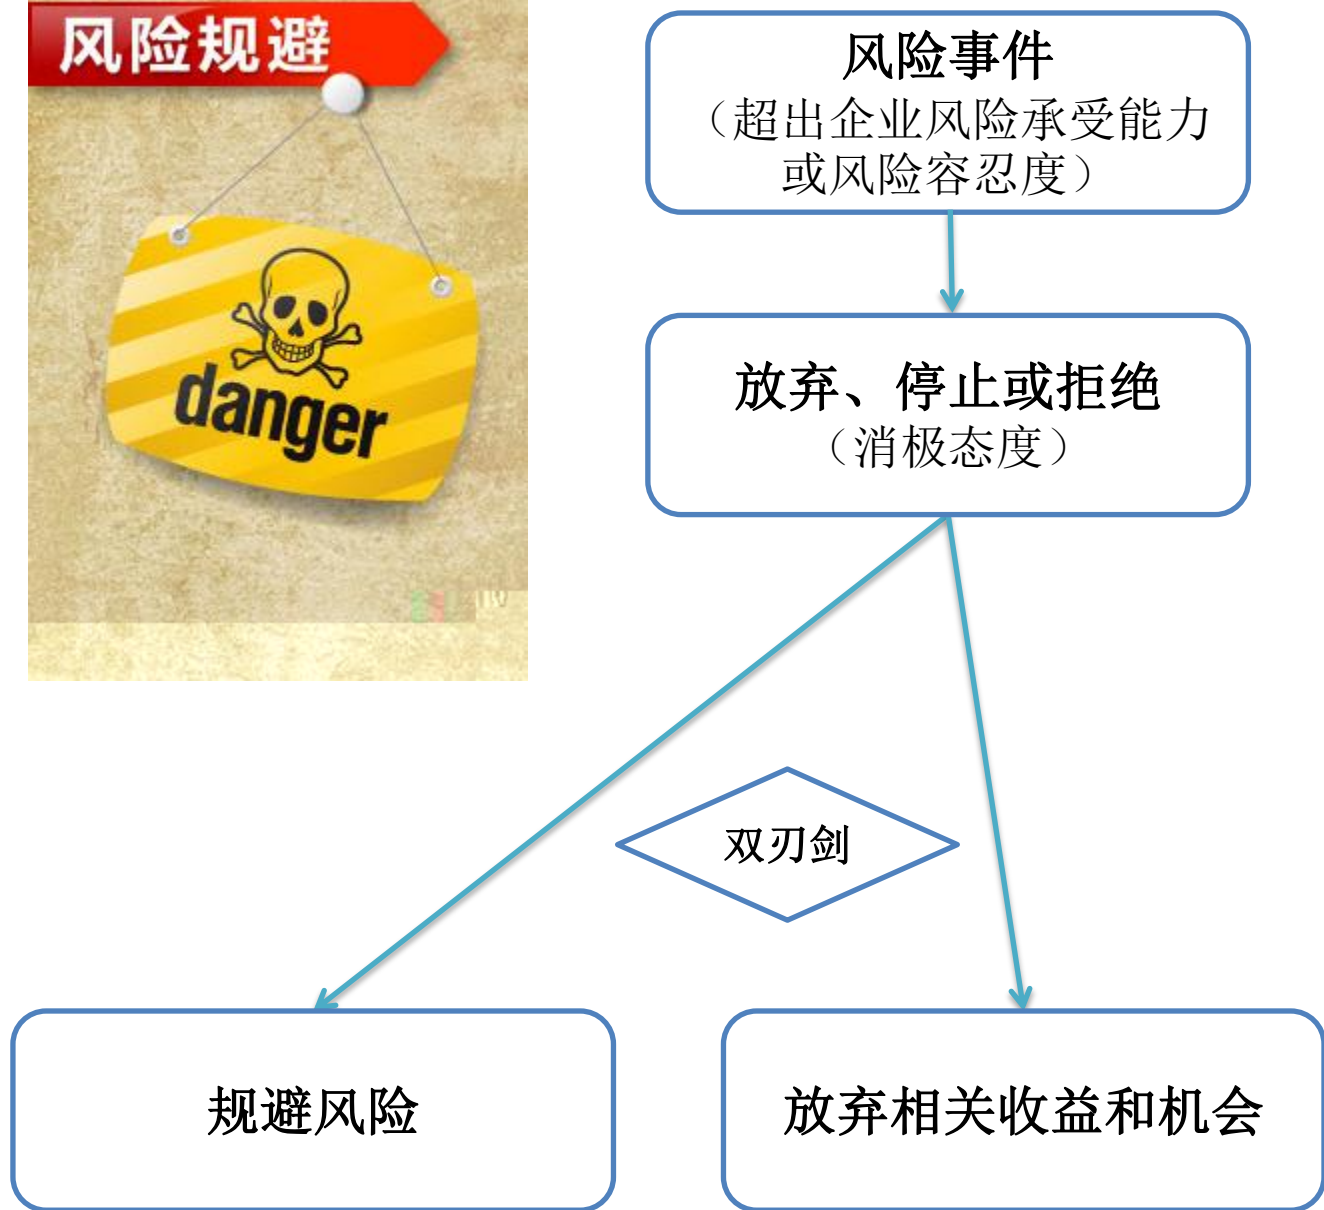 风险规避
danger
风险事件
（超出企业风险承受能力
或风险容忍度）
放弃、停止或拒绝
（消极态度）
双刃剑
规避风险
放弃相关收益和机会